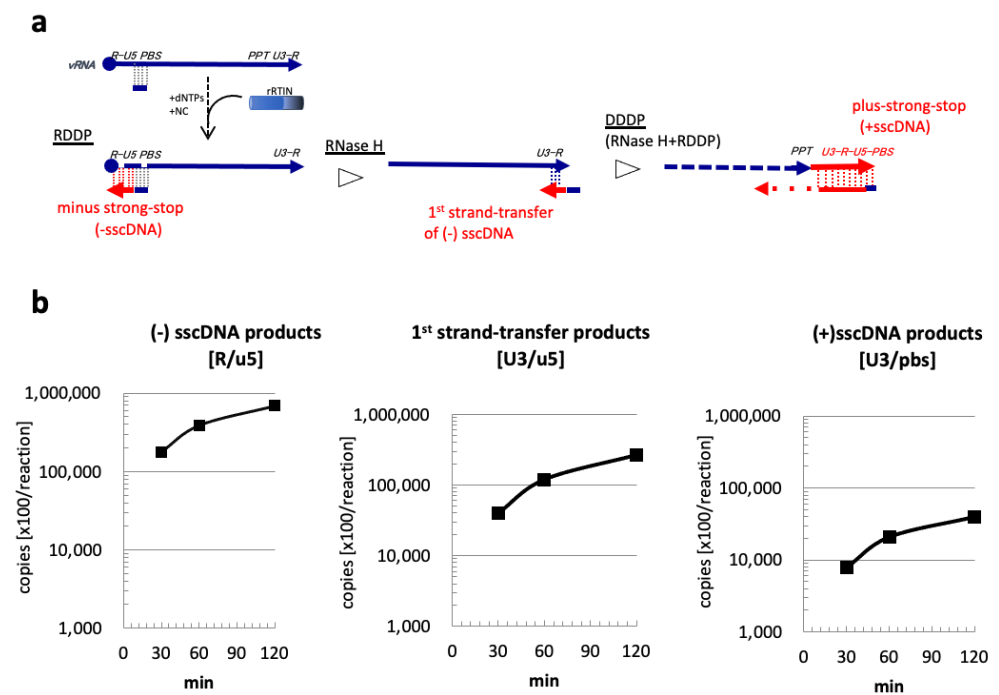 a
R–U5 PBS
PPT U3–R
vRNA
+dNTPs
+NC
rRTIN
RDDP
R–U5 PBS
U3–R
minus strong-stop
(-sscDNA)
RNase H
U3–R
1st strand-transfer
of (-) sscDNA
DDDP
(RNase H+RDDP)
plus-strong-stop
(+sscDNA)
PPT
U3–R–U5–PBS
b
(-) sscDNA products
[R/u5]
copies [x100/reaction]
1,000,000
100,000
10,000
1,000
0 30 60 90 120
min
1st strand-transfer products
[U3/u5]
copies [x100/reaction]
1,000,000
100,000
10,000
1,000
0 30 60 90 120
min
(+)sscDNA products
[U3/pbs]
copies [x100/reaction]
1,000,000
100,000
10,000
1,000
0 30 60 90 120
min